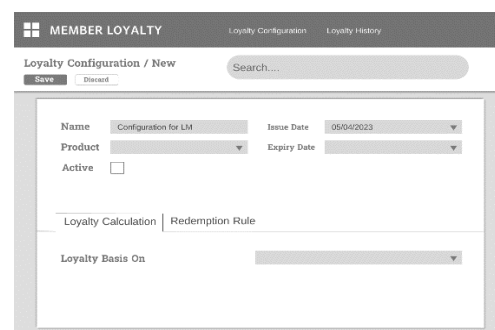 MEMBER LOYALTY Loyalty Configuration Loyalty History
Loyalty Configuration / New
Save Discard Search....
Name Configuration for LM Issue Date 05/04/2023
Product Expiry Date
Active
Loyalty Calculation Redemption Rule
Loyalty Basis On